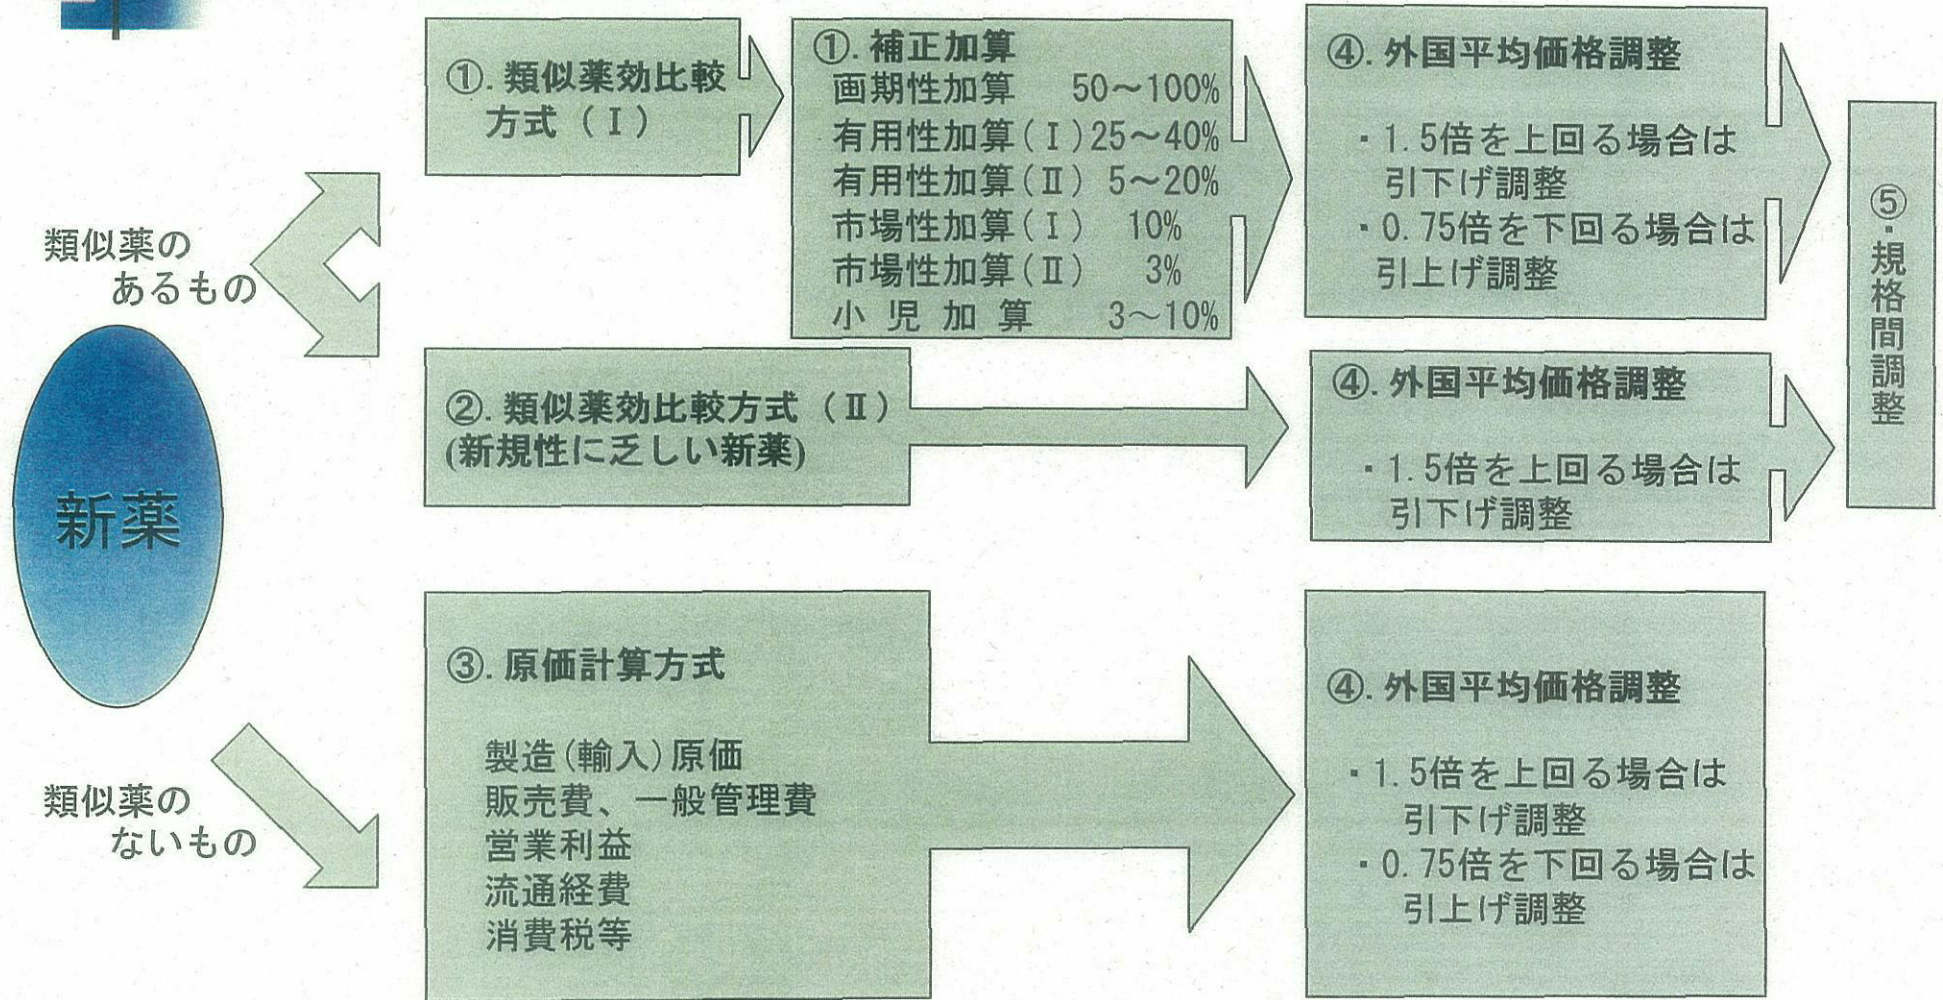 類似薬の
あるもの
新薬
類似薬の
ないもの
①. 類似薬効比較
方式（Ⅰ）
①. 補正加算
画期性加算 50～100%
有用性加算(Ⅰ)25～40%
有用性加算(Ⅱ) 5～20%
市場性加算(Ⅰ) 10%
市場性加算(Ⅱ) 3%
小 児 加 算 3～10%
④. 外国平均価格調整
・1.5倍を上回る場合は
引下げ調整
・0.75倍を下回る場合は
引上げ調整
②. 類似薬効比較方式（Ⅱ）
(新規性に乏しい新薬)
④. 外国平均価格調整
・1.5倍を上回る場合は
引下げ調整
⑤.規格間調整
③. 原価計算方式
製造(輸入)原価
販売費、一般管理費
営業利益
流通経費
消費税等
④. 外国平均価格調整
・1.5倍を上回る場合は
引下げ調整
・0.75倍を下回る場合は
引上げ調整